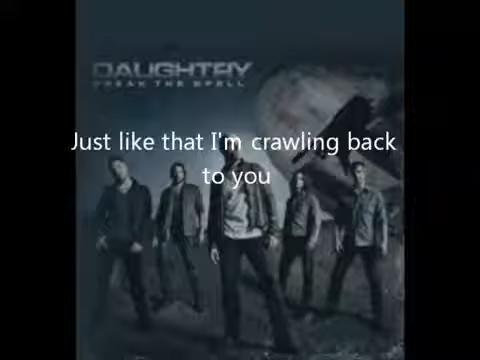 DAUGHTRY
BREAK THE SPELL
Just like that I'm crawling back
to you